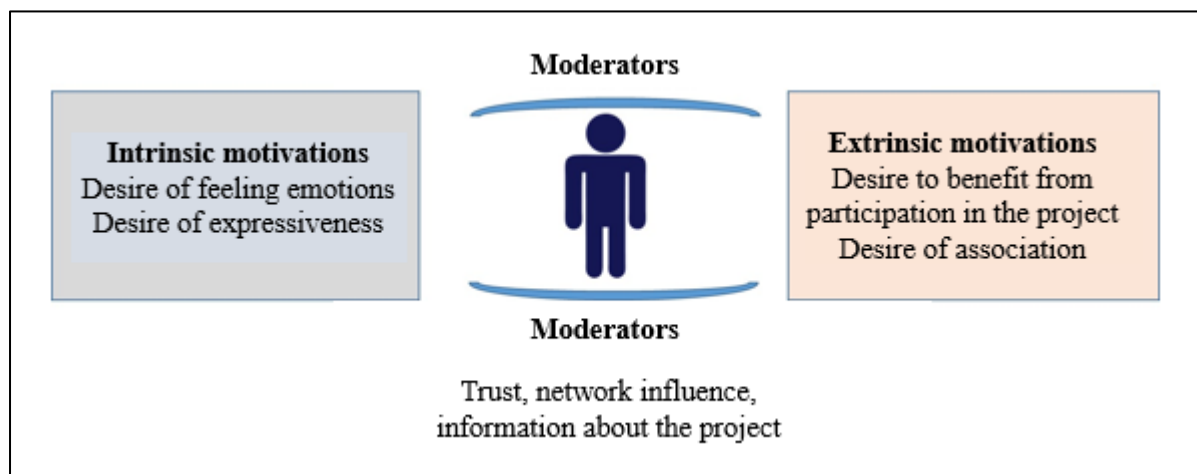 Moderators
Intrinsic motivations
Desire of feeling emotions
Desire of expressiveness
Extrinsic motivations
Desire to benefit from
participation in the project
Desire of association
Moderators
Trust, network influence,
information about the project